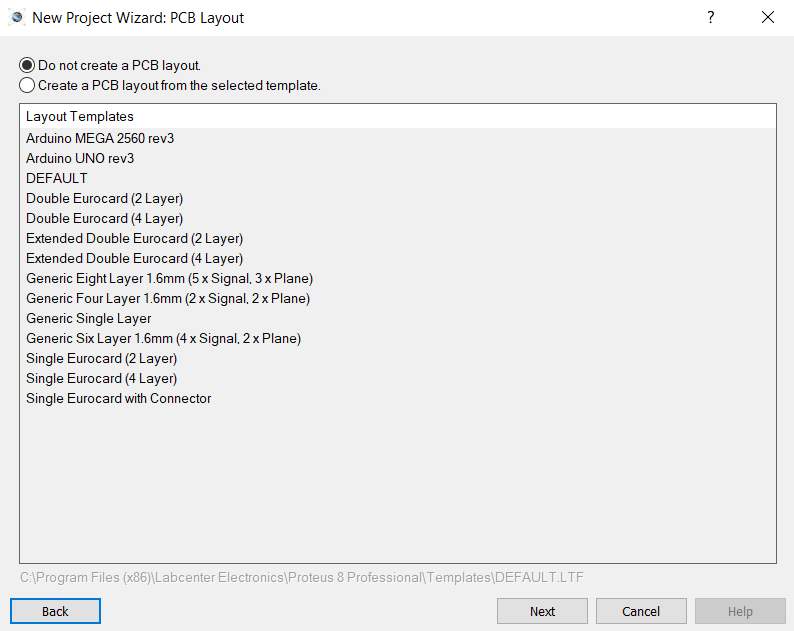 New Project Wizard: PCB Layout ?
Do not create a PCB layout.
Create a PCB layout from the selected template.
Layout Templates
Arduino MEGA 2560 rev3
Arduino UNO rev3
DEFAULT
Double Eurocard (2 Layer)
Double Eurocard (4 Layer)
Extended Double Eurocard (2 Layer)
Extended Double Eurocard (4 Layer)
Generic Eight Layer 1.6mm (5 x Signal, 3 x Plane)
Generic Four Layer 1.6mm (2 x Signal, 2 x Plane)
Generic Single Layer
Generic Six Layer 1.6mm (4 x Signal, 2 x Plane)
Single Eurocard (2 Layer)
Single Eurocard (4 Layer)
Single Eurocard with Connector
C:\Program Files (x86)\Labcenter Electronics\Proteus 8 Professional\Templates\DEFAULT.LTF
Back Next Cancel Help